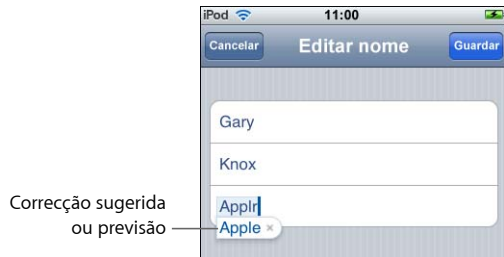 iPod 11:00
Cancelar Editar nome Guardar
Gary
Knox
Applr
Apple ×
Correcção sugerida
ou previsão